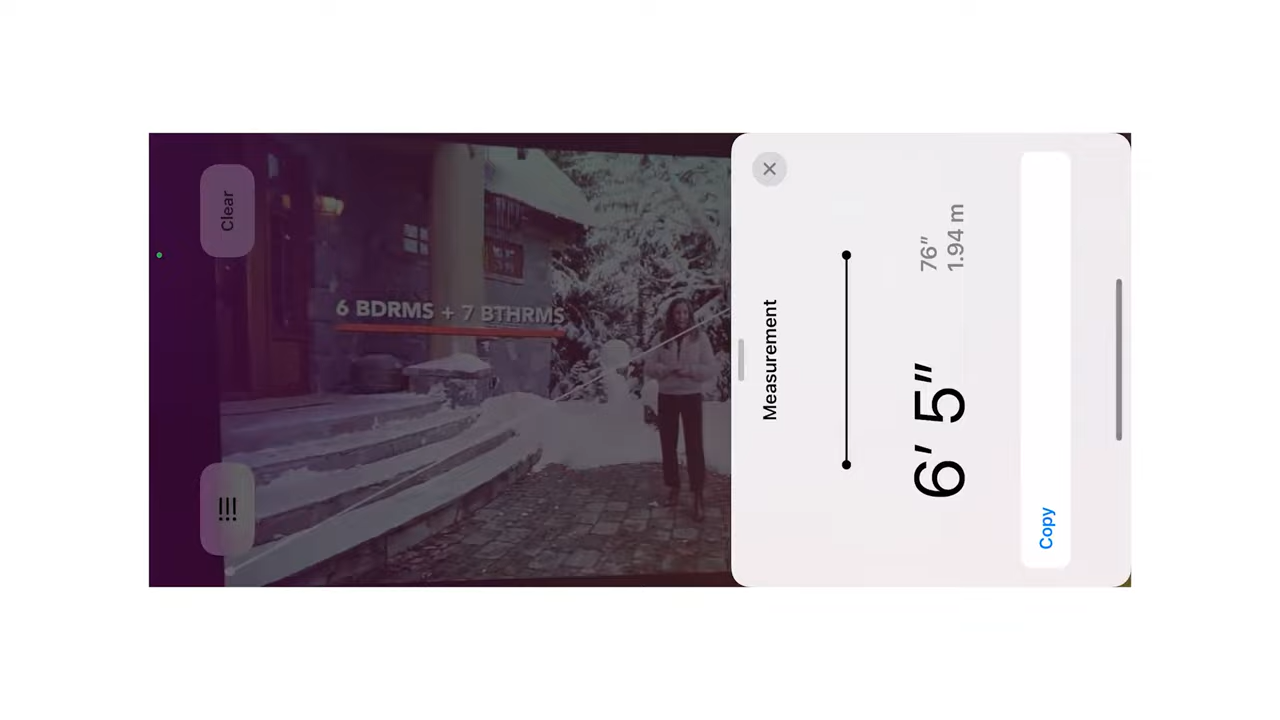 Clear
6 BDRMS + 7 BTHRMS
Measurement
6′ 5″
76″
1.94 m
Copy